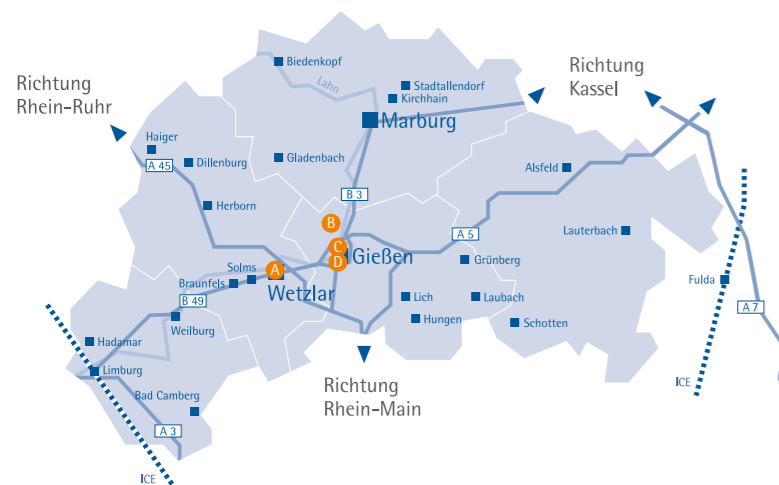 Richtung
Rhein-Ruhr
Biedenkopf
Lahn
Stadtallendorf
Kirchhain
Marburg
Richtung
Kassel
Haiger
A 45
Dillenburg
Gladenbach
Alsfeld
B 3
Herborn
B
A 5
Lauterbach
C
D
Gießen
Grünberg
A
Solms
Braunfels
Wetzlar
Fulda
B 49
Lich
Laubach
A 7
Weilburg
Hungen
Schotten
Hadamar
Limburg
Richtung
Rhein-Main
ICE
Bad Camberg
A 3
ICE